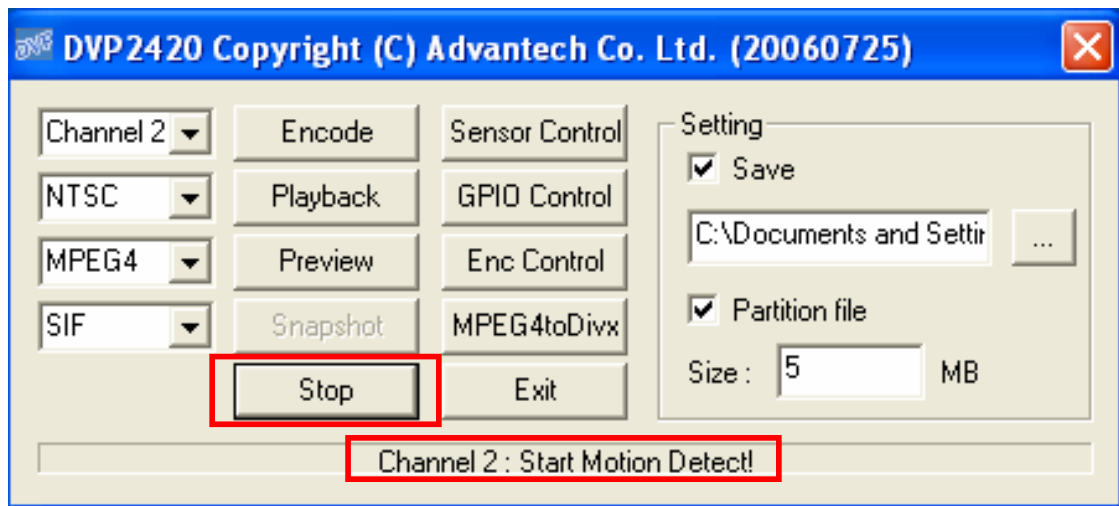 DVP2420 Copyright (C) Advantech Co. Ltd. (20060725)
Channel 2
Encode
Sensor Control
NTSC
Playback
GPIO Control
MPEG4
Preview
Enc Control
SIF
Snapshot
MPEG4toDivx
Stop
Exit
Setting
Save
C:\Documents and Settin
...
Partition file
Size : 5 MB
Channel 2 : Start Motion Detect!